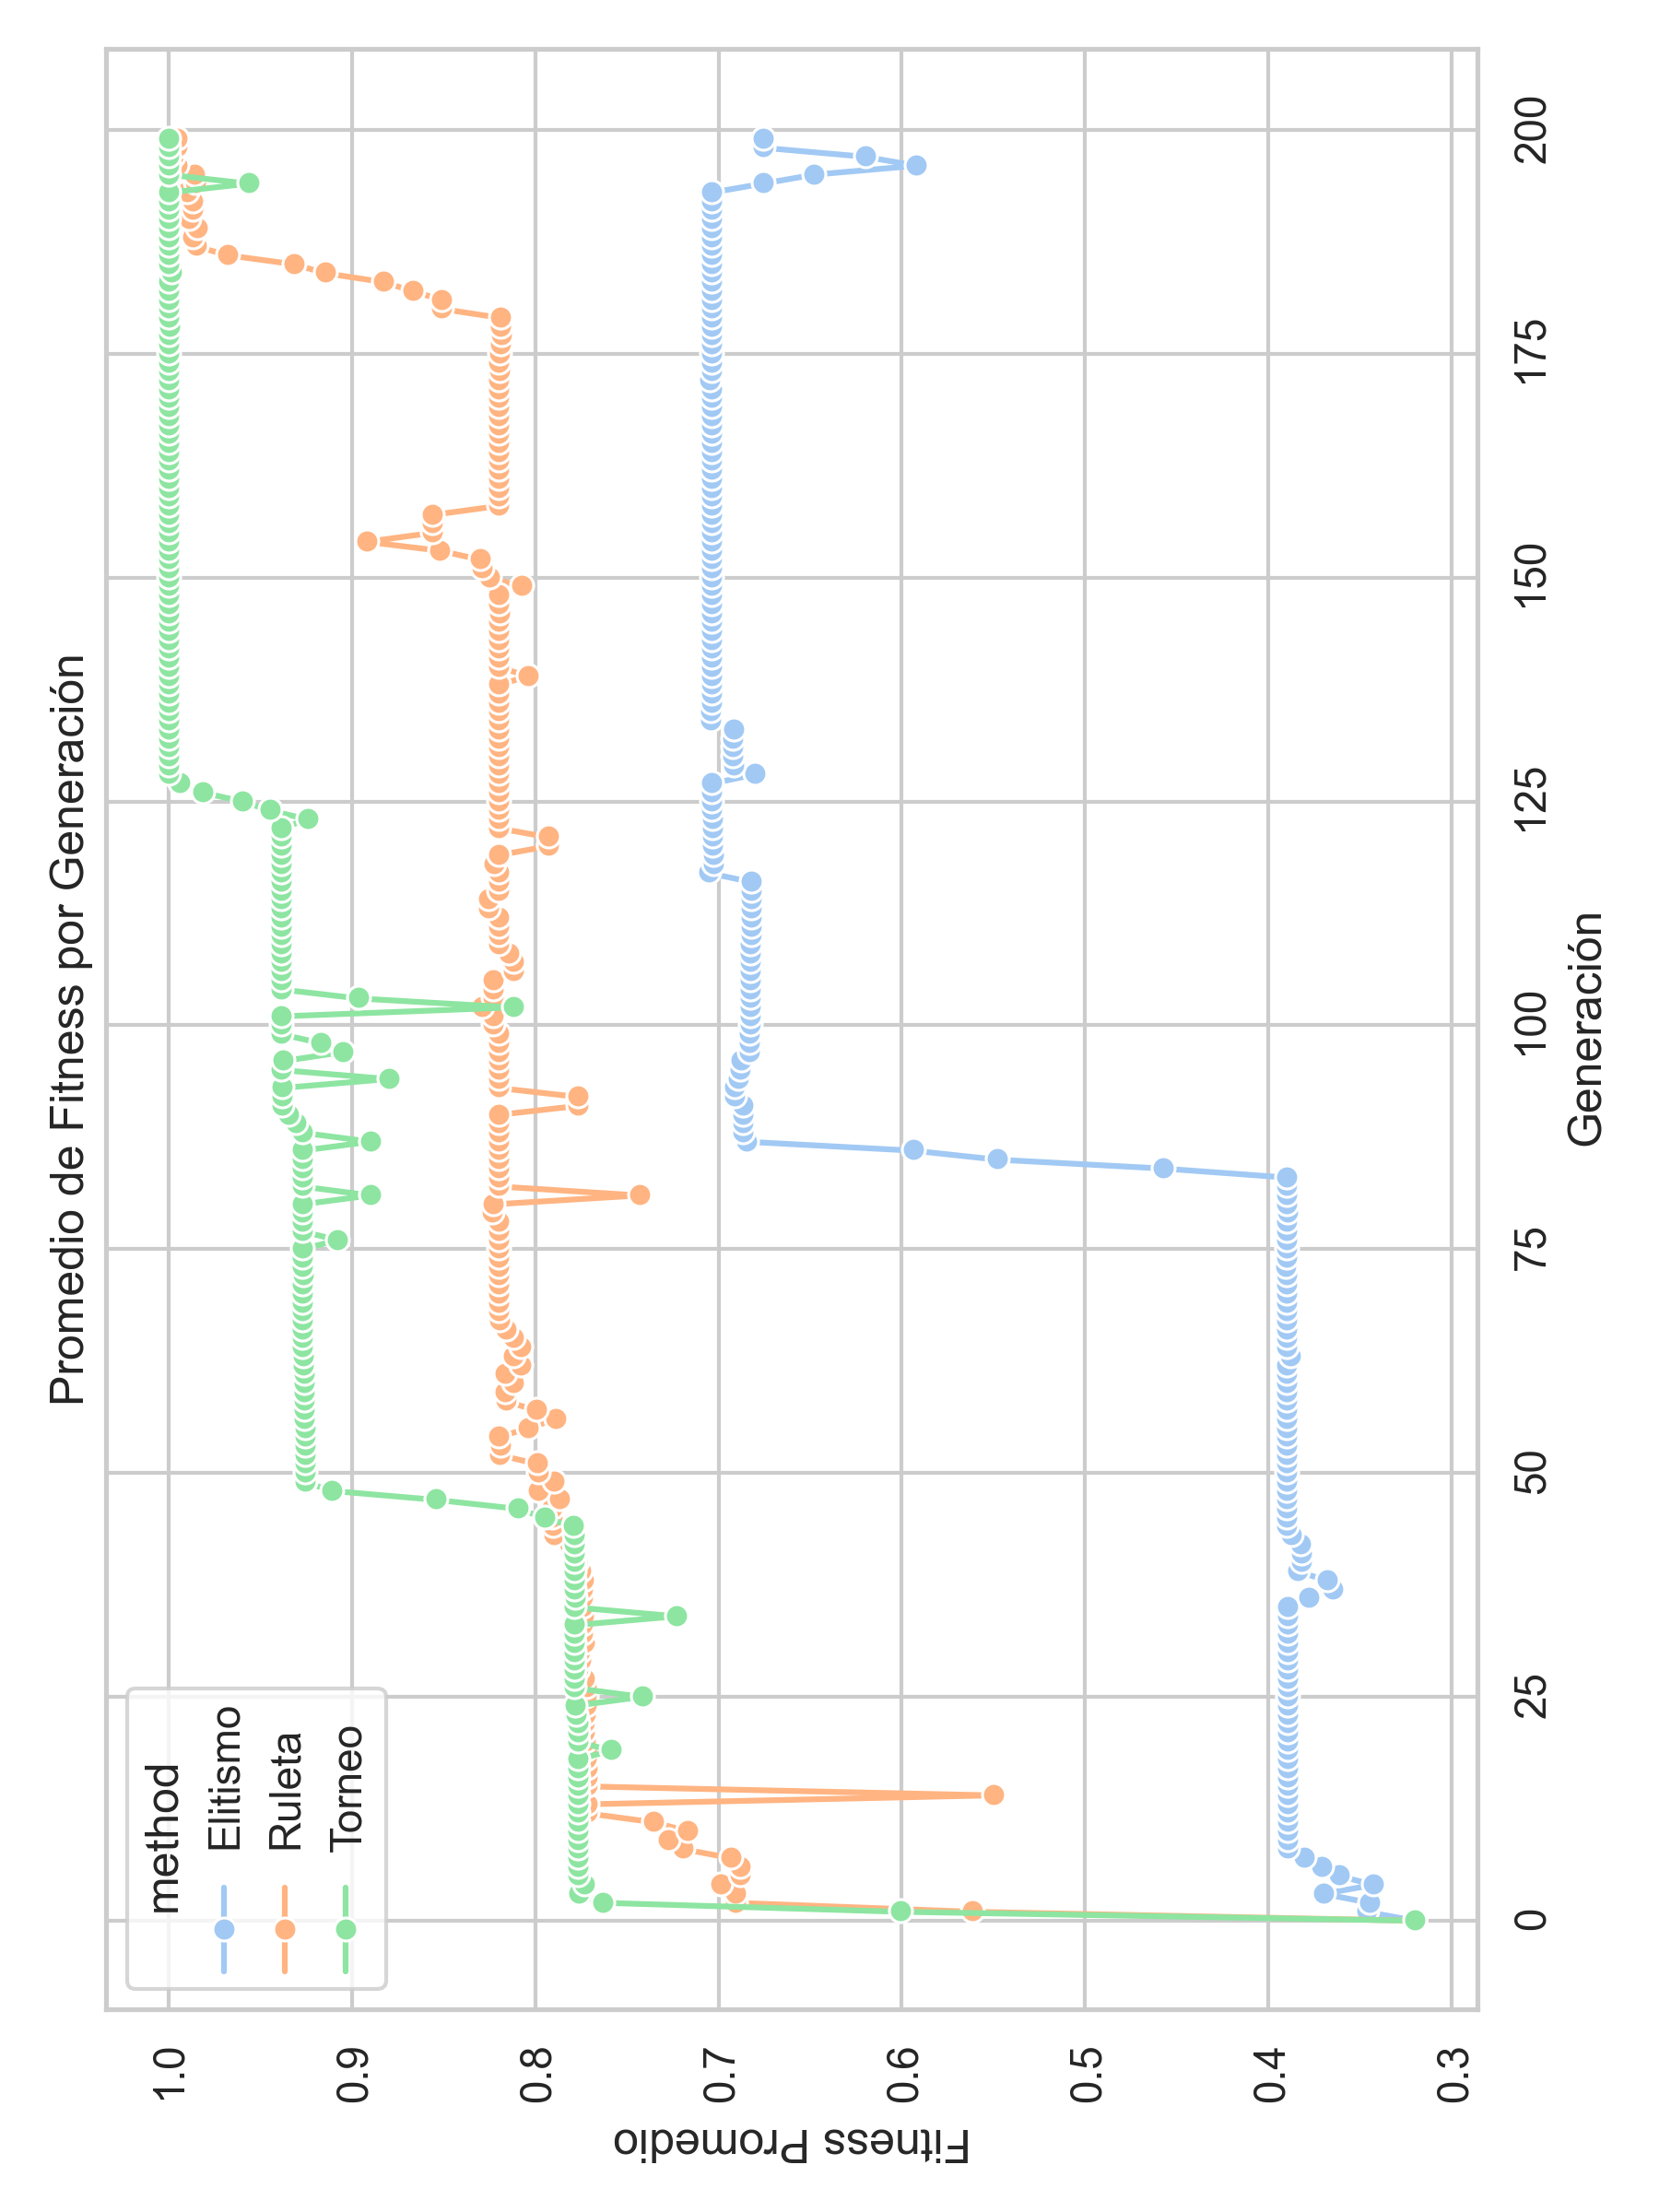 Promedio de Fitness por Generación
method
Elitismo
Ruleta
Torneo
Fitness Promedio
1.0
0.9
0.8
0.7
0.6
0.5
0.4
0.3
0
25
50
75
100
125
150
175
200
Generación